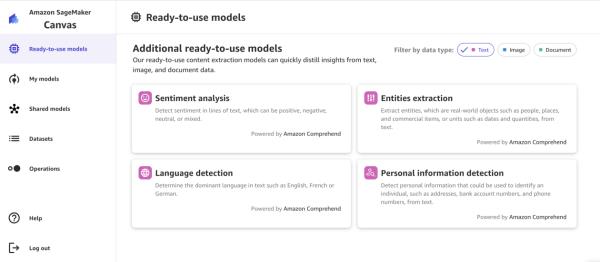 Amazon SageMaker
Canvas
Ready-to-use models
My models
Shared models
Datasets
Operations
Help
Log out
Ready-to-use models
Additional ready-to-use models
Our ready-to-use content extraction models can quickly distill insights from text,
image, and document data.
Filter by data type:
Text
Image
Document
Sentiment analysis
Detect sentiment in lines of text, which can be positive, negative,
neutral, or mixed.
Powered by Amazon Comprehend
Entities extraction
Extract entities, which are real-world objects such as people, places,
and commercial items, or units such as dates and quantities, from
text.
Powered by Amazon Comprehend
Language detection
Determine the dominant language in text such as English, French or
German.
Powered by Amazon Comprehend
Personal information detection
Detect personal information that could be used to identify an
individual, such as addresses, bank account numbers, and phone
numbers, from text.
Powered by Amazon Comprehend